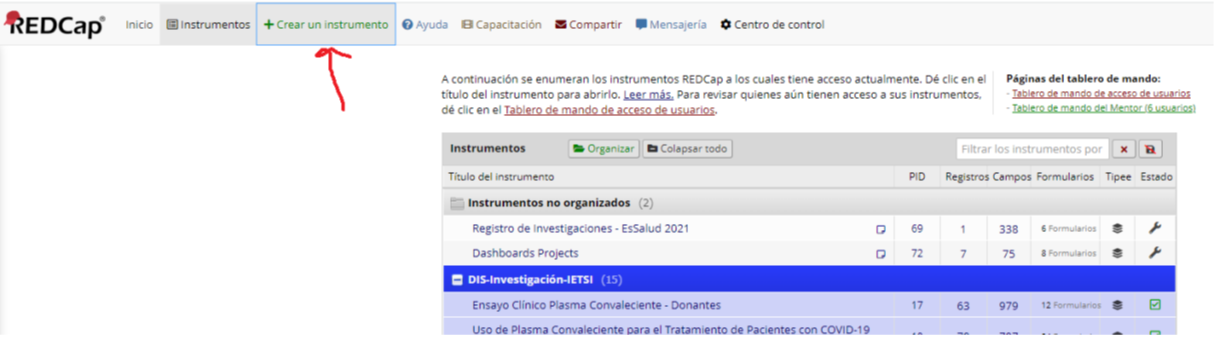 REDCap
Inicio Instrumentos + Crear un instrumento Ayuda Capacitación Compartir Mensajería Centro de control
A continuación se enumeran los instrumentos REDCap a los cuales tiene acceso actualmente. Dé clic en el
título del instrumento para abrirlo. Leer más. Para revisar quienes aún tienen acceso a sus instrumentos,
dé clic en el Tablero de mando de acceso de usuarios.
Páginas del tablero de mando:
- Tablero de mando de acceso de usuarios
- Tablero de mando del Mentor (6 usuarios)
Instrumentos Organizar Colapsar todo Filtrar los instrumentos por
Título del instrumento PID Registros Campos Formularios Tipee Estado
Instrumentos no organizados (2)
Registro de Investigaciones - EsSalud 2021 69 1 338 6 Formularios
Dashboards Projects 72 7 75 8 Formularios
DIS-Investigación-IETSI (15)
Ensayo Clínico Plasma Convaleciente - Donantes 17 63 979 12 Formularios
Uso de Plasma Convaleciente para el Tratamiento de Pacientes con COVID-19